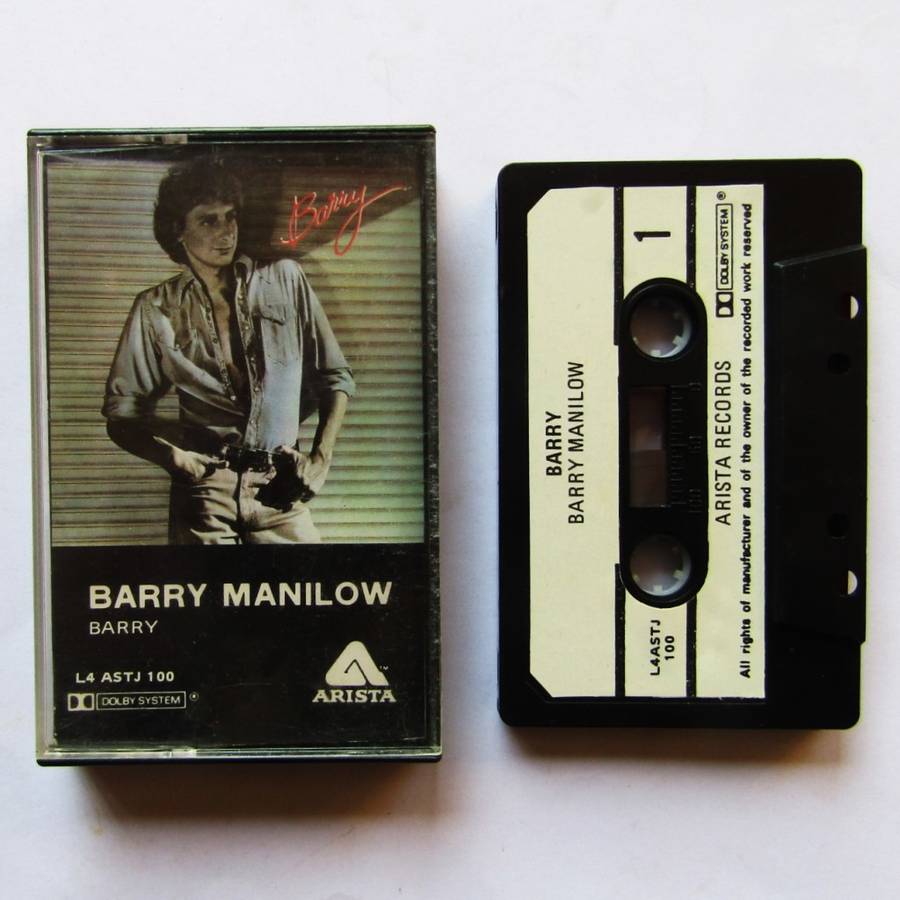 Barry
BARRY MANILOW
BARRY
L4 ASTJ 100
DOLBY SYSTEM ®
ARISTA™
BARRY
BARRY MANILOW
1
L4ASTJ
100
ARISTA RECORDS
DOLBY SYSTEM ®
All rights of manufacturer and of the owner of the recorded work reserved